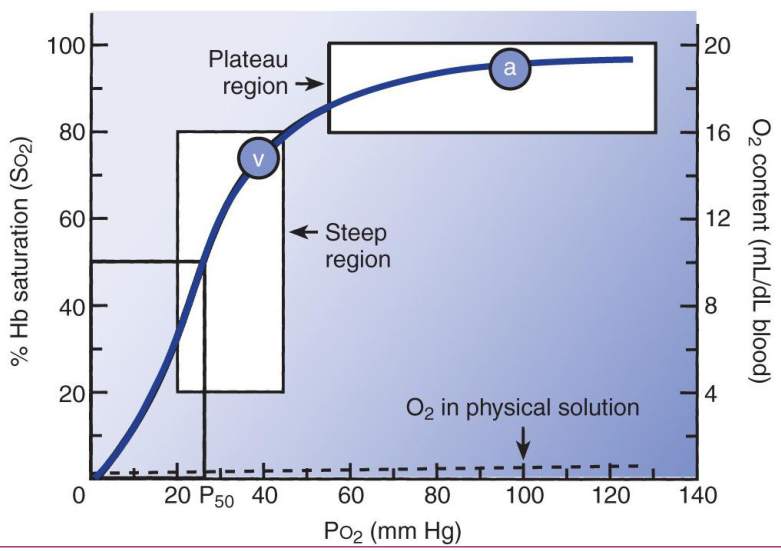 100
80
60
40
20
% Hb saturation (SO₂)
Plateau
region
a
v
Steep
region
O₂ in physical solution
20
16
12
8
4
O₂ content (mL/dL blood)
0
20
P₅₀
40
60
80
100
120
140
PO₂ (mm Hg)